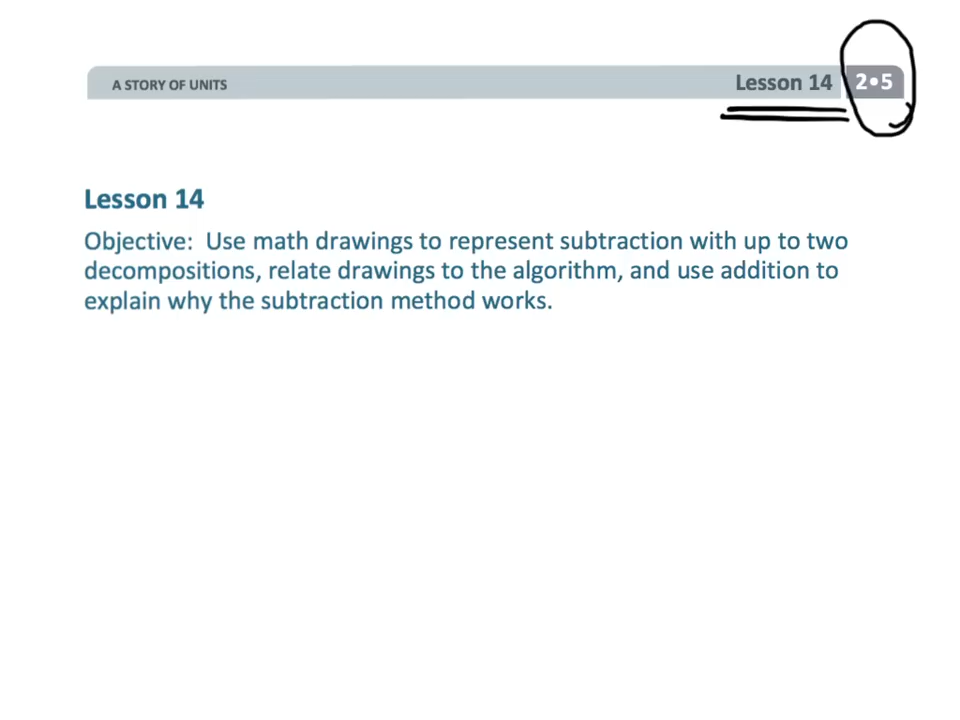 A STORY OF UNITS Lesson 14 2•5
Lesson 14
Objective: Use math drawings to represent subtraction with up to two
decompositions, relate drawings to the algorithm, and use addition to
explain why the subtraction method works.